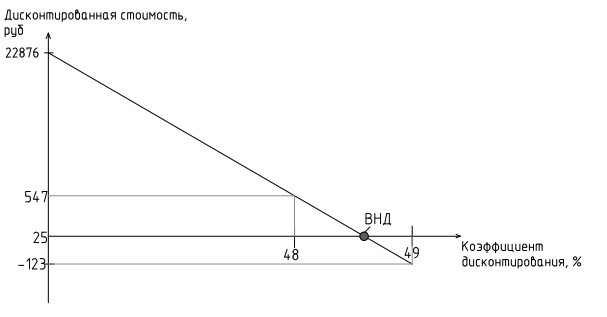 Дисконтированная стоимость,
руб
22876
547
ВНД
25
48
49
Коэффициент
дисконтирования, %
-123